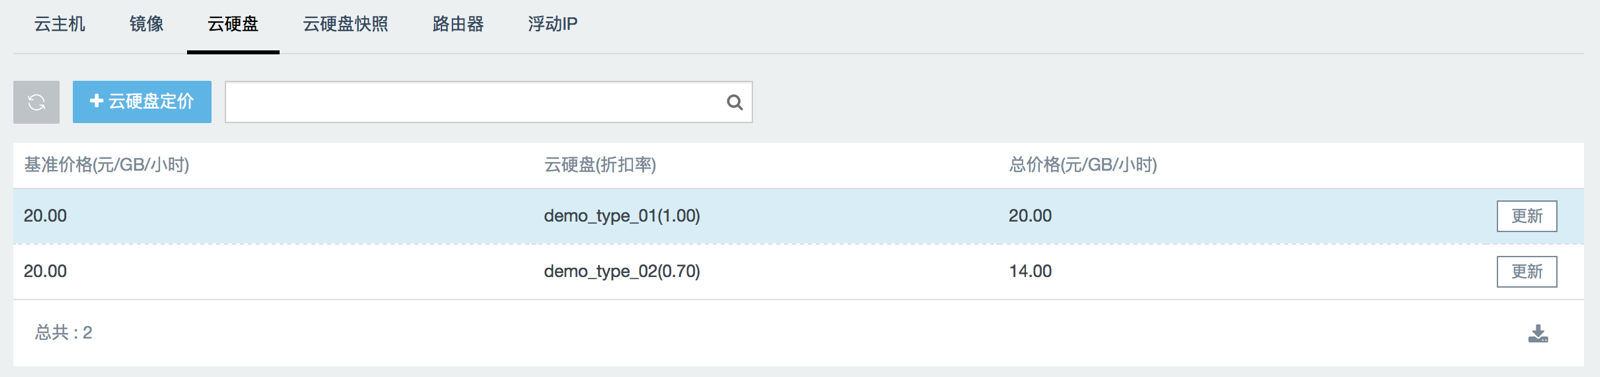 云主机 镜像 云硬盘 云硬盘快照 路由器 浮动IP
云硬盘定价
基准价格(元/GB/小时) 云硬盘(折扣率) 总价格(元/GB/小时)
20.00 demo_type_01(1.00) 20.00 更新
20.00 demo_type_02(0.70) 14.00 更新
总共 : 2